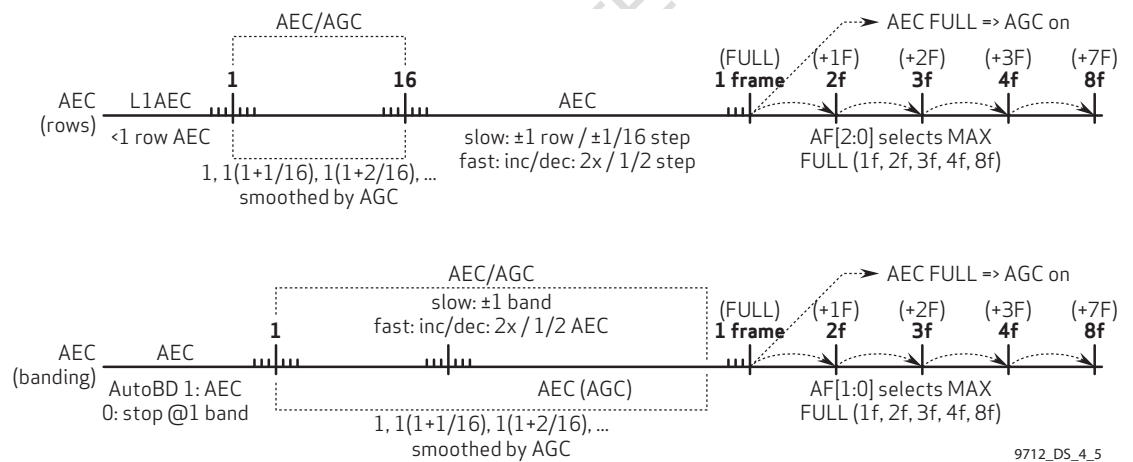 AEC/AGC
AEC FULL => AGC on
(FULL) (+1F) (+2F) (+3F) (+7F)
1 16 1 frame 2f 3f 4f 8f
AEC
(rows)
L1AEC
<1 row AEC
AEC
slow: ±1 row / ±1/16 step
fast: inc/dec: 2x / 1/2 step
AF[2:0] selects MAX
FULL (1f, 2f, 3f, 4f, 8f)
1, 1(1+1/16), 1(1+2/16), ...
smoothed by AGC
AEC/AGC
AEC FULL => AGC on
slow: ±1 band
fast: inc/dec: 2x / 1/2 AEC
(FULL) (+1F) (+2F) (+3F) (+7F)
1 1 frame 2f 3f 4f 8f
AEC
(banding)
AEC
AutoBD 1: AEC
0: stop @1 band
AEC (AGC)
AF[1:0] selects MAX
FULL (1f, 2f, 3f, 4f, 8f)
1, 1(1+1/16), 1(1+2/16), ...
smoothed by AGC
9712_DS_4_5